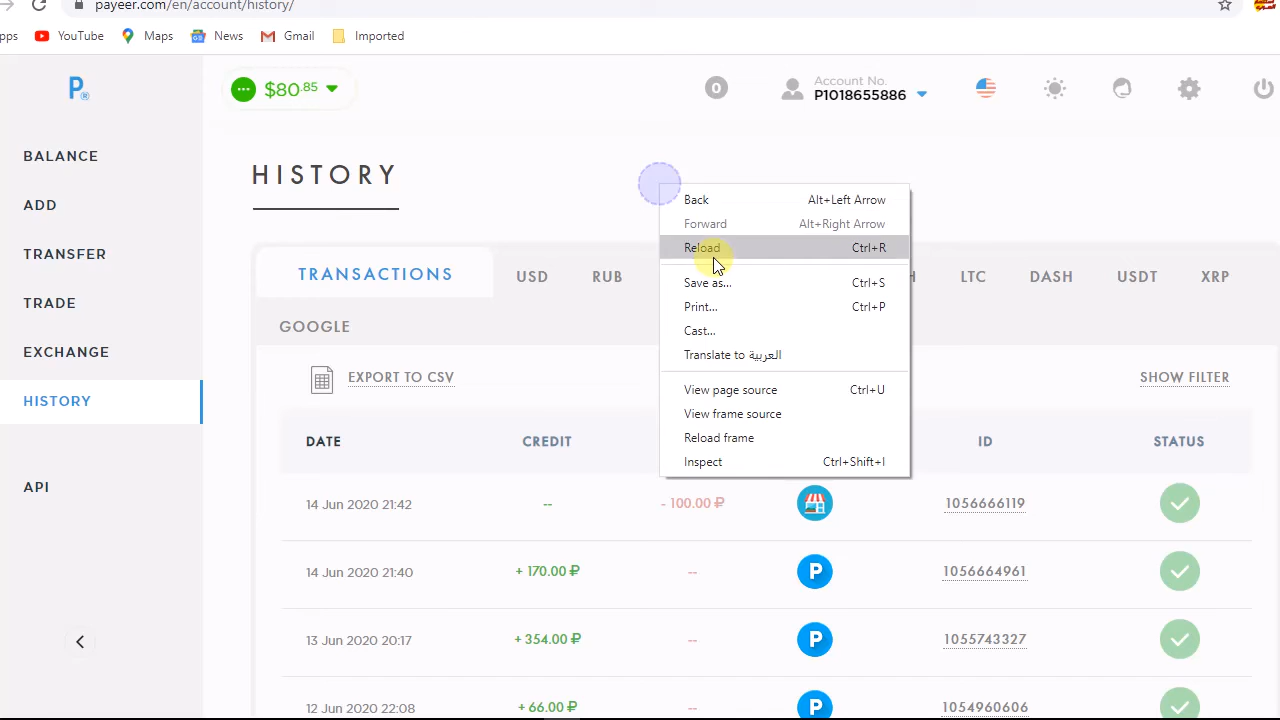 payeer.com/en/account/history/
pps YouTube Maps News Gmail Imported
P® $80.85 0 Account No. P1018655886
BALANCE
ADD
TRANSFER
TRADE
EXCHANGE
HISTORY
API
HISTORY
TRANSACTIONS USD RUB H LTC DASH USDT XRP
GOOGLE
EXPORT TO CSV SHOW FILTER
DATE CREDIT ID STATUS
14 Jun 2020 21:42 -- - 100.00 ₽ 1056666119
14 Jun 2020 21:40 + 170.00 ₽ -- P 1056664961
13 Jun 2020 20:17 + 354.00 ₽ -- P 1055743327
12 Jun 2020 22:08 + 66.00 ₽ -- P 1054960606
Back Alt+Left Arrow
Forward Alt+Right Arrow
Reload Ctrl+R
Save as... Ctrl+S
Print... Ctrl+P
Cast...
Translate to العربية
View page source Ctrl+U
View frame source
Reload frame
Inspect Ctrl+Shift+I